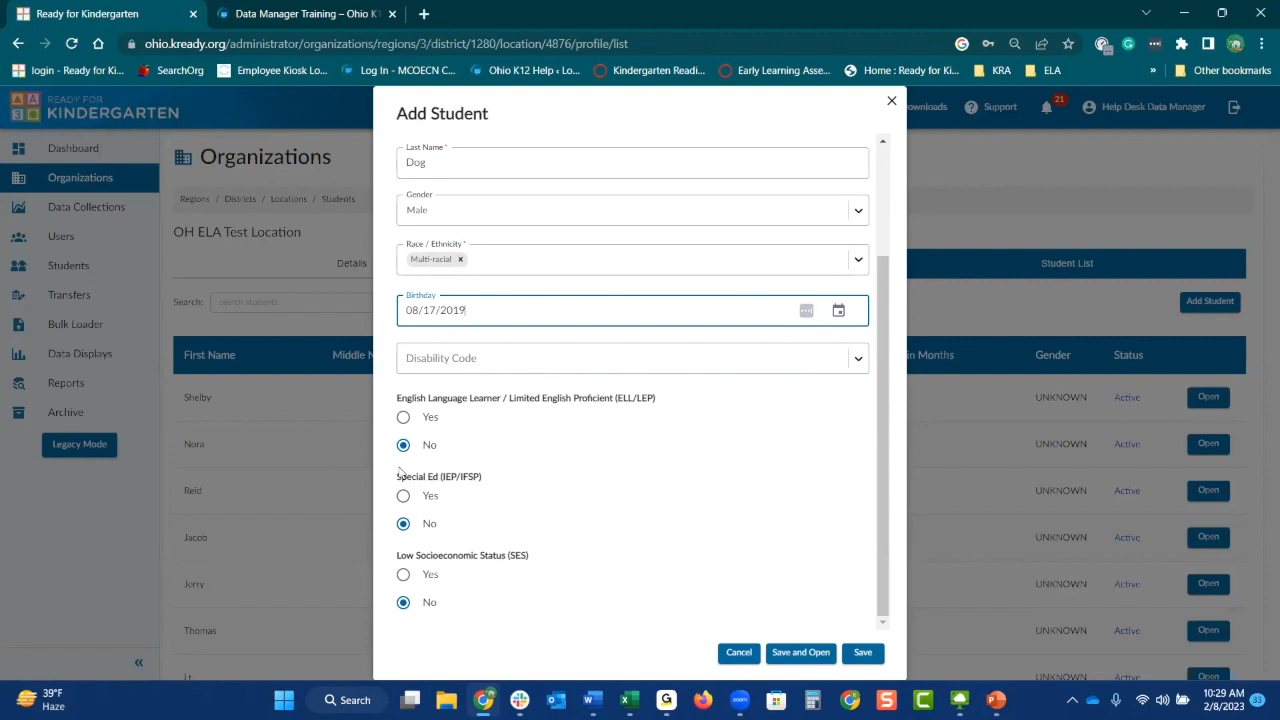 Ready for Kindergarten
Data Manager Training – Ohio K1
ohio.kready.org/administrator/organizations/regions/3/district/1280/location/4876/profile/list
login - Ready for Ki...
SearchOrg
Employee Kiosk Lo...
Log In - MCOECN C...
Ohio K12 Help ‹ Lo...
Kindergarten Readi...
Early Learning Asse...
Home : Ready for K...
KRA
ELA
»
Other bookmarks
READY FOR
KINDERGARTEN
ownloads
Support
21
Help Desk Data Manager
Dashboard
Organizations
Data Collections
Users
Students
Transfers
Bulk Loader
Data Displays
Reports
Archive
Legacy Mode
«
Organizations
Regions / Districts / Locations / Students
OH ELA Test Location
Details
Student List
Search:
search students
Add Student
First Name
Middle N
in Months
Gender
Status
Shelby
UNKNOWN
Active
Open
Nora
UNKNOWN
Active
Open
Reid
UNKNOWN
Active
Open
Jacob
UNKNOWN
Active
Open
Jerry
UNKNOWN
Active
Open
Thomas
UNKNOWN
Active
Open
UNKNOWN
Active
Open
Add Student
Last Name *
Dog
Gender
Male
Race / Ethnicity *
Multi-racial
Birthday
08/17/2019
Disability Code
English Language Learner / Limited English Proficient (ELL/LEP)
Yes
No
Special Ed (IEP/IFSP)
Yes
No
Low Socioeconomic Status (SES)
Yes
No
Cancel
Save and Open
Save
39°F
Haze
Search
10:29 AM
2/8/2023
33